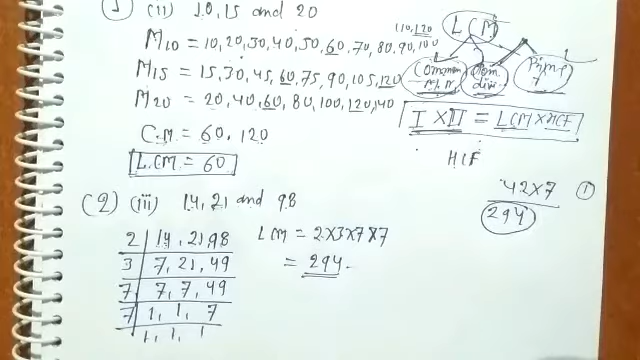 (ii) 10, 15 and 20
M10 = 10, 20, 30, 40, 50, 60, 70, 80, 90, 100
110, 120
M15 = 15, 30, 45, 60, 75, 90, 105, 120
M20 = 20, 40, 60, 80, 100, 120, 140
C.M = 60, 120
L.CM = 60
LCM
Common
div.
I × II = LCM × HCF
HCF
42×7
294
①
(2) (iii) 14, 21 and 98
2 | 14, 21, 98
3 | 7, 21, 49
7 | 7, 7, 49
7 | 1, 1, 7
1, 1, 1
LCM = 2×3×7×7
= 294